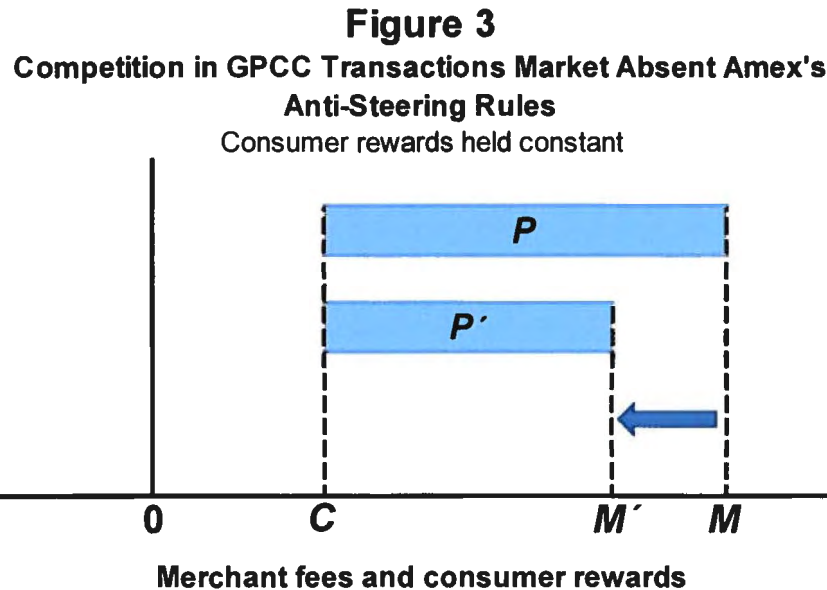 Figure 3
Competition in GPCC Transactions Market Absent Amex's
Anti-Steering Rules
Consumer rewards held constant
P
P´
0 C M´ M
Merchant fees and consumer rewards